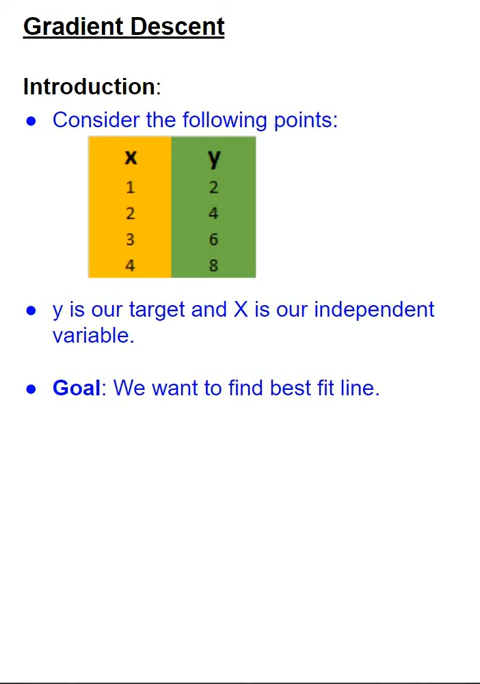 Gradient Descent
Introduction:
● Consider the following points:
x y
1 2
2 4
3 6
4 8
● y is our target and X is our independent
variable.
● Goal: We want to find best fit line.